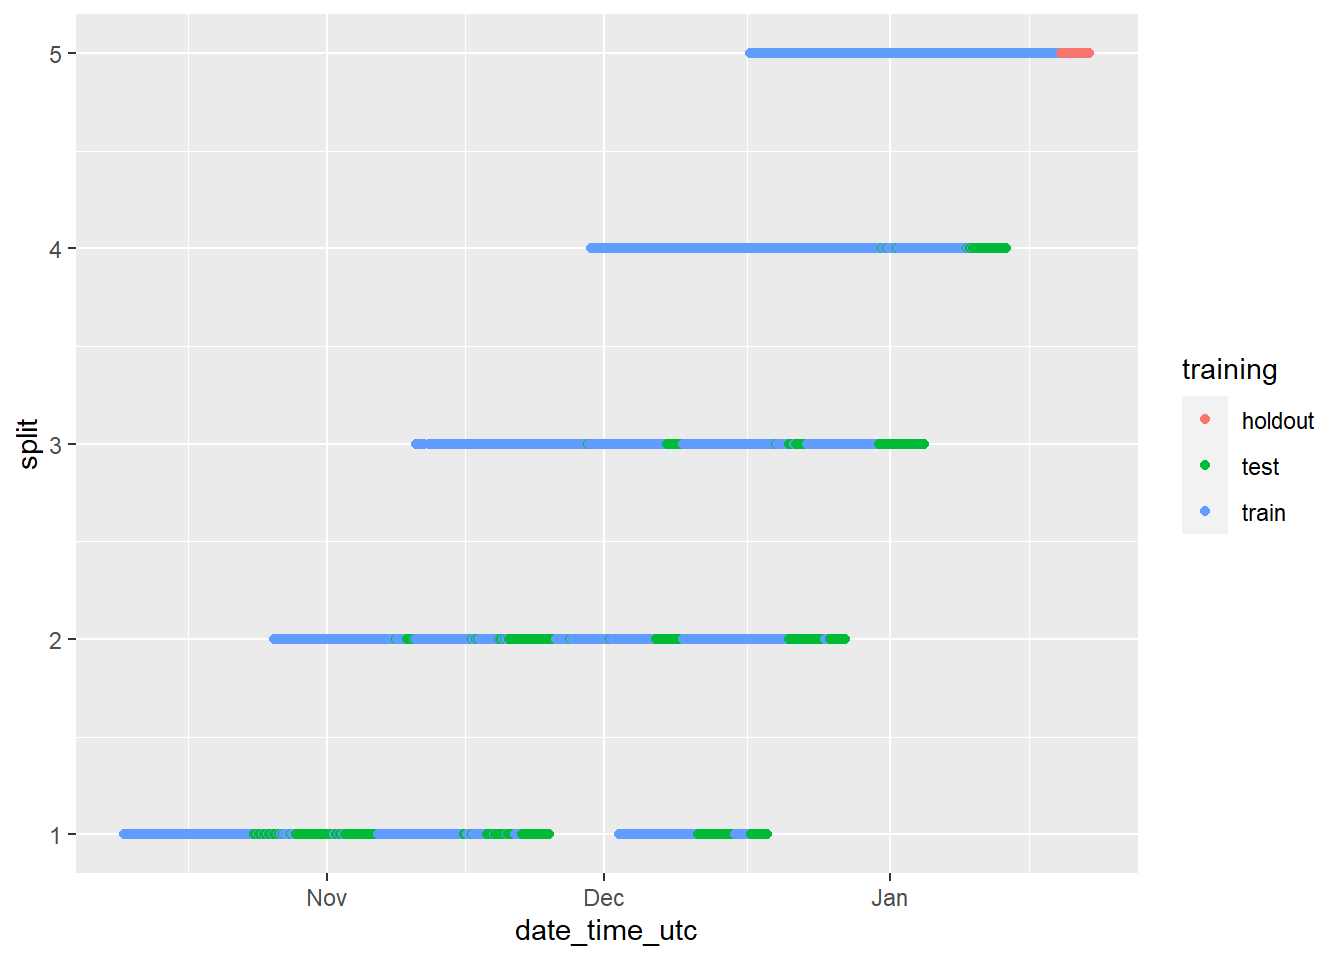 5
4
3
2
1
split
Nov
Dec
Jan
date_time_utc
training
holdout
test
train